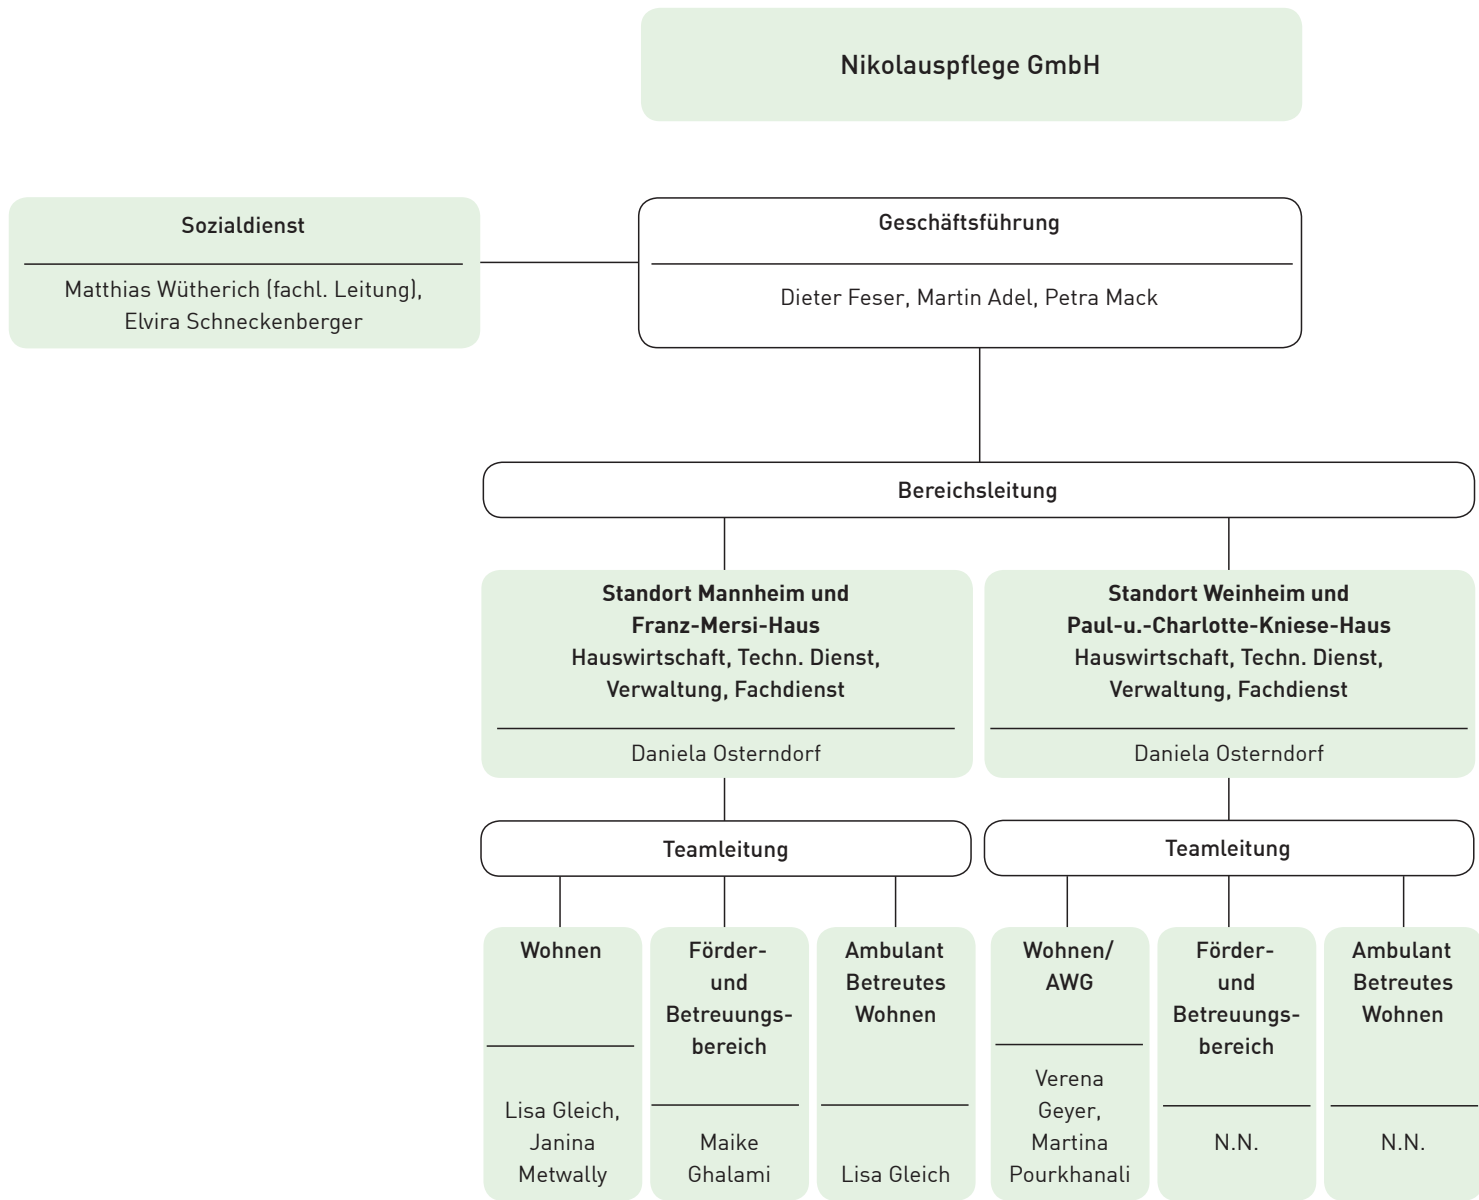 Nikolauspflege GmbH
Sozialdienst
Matthias Wütherich (fachl. Leitung),
Elvira Schneckenberger
Geschäftsführung
Dieter Feser, Martin Adel, Petra Mack
Bereichsleitung
Standort Mannheim und
Franz-Mersi-Haus
Hauswirtschaft, Techn. Dienst,
Verwaltung, Fachdienst
Daniela Osterndorf
Standort Weinheim und
Paul-u.-Charlotte-Kniese-Haus
Hauswirtschaft, Techn. Dienst,
Verwaltung, Fachdienst
Daniela Osterndorf
Teamleitung
Teamleitung
Wohnen
Lisa Gleich,
Janina
Metwally
Förder-
und
Betreuungs-
bereich
Maike
Ghalami
Ambulant
Betreutes
Wohnen
Lisa Gleich
Wohnen/
AWG
Verena
Geyer,
Martina
Pourkhanali
Förder-
und
Betreuungs-
bereich
N.N.
Ambulant
Betreutes
Wohnen
N.N.